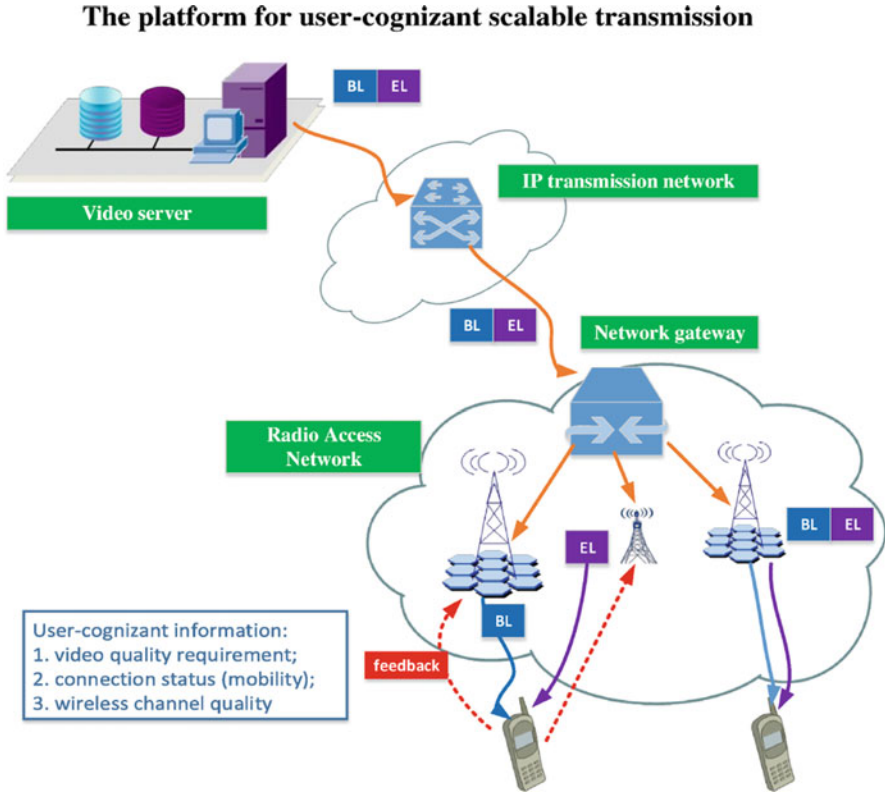 The platform for user-cognizant scalable transmission
BL EL
IP transmission network
Video server
BL EL
Network gateway
Radio Access
Network
BL EL
EL
BL
User-cognizant information:
1. video quality requirement;
2. connection status (mobility);
3. wireless channel quality
feedback